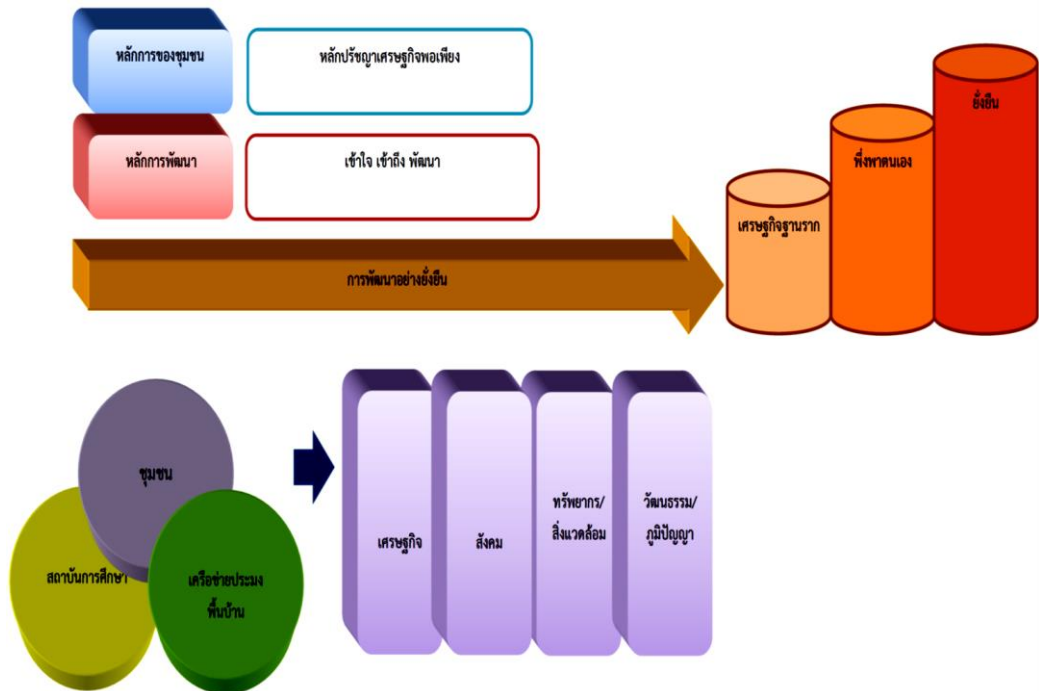 หลักการของชุมชน
หลักปรัชญาเศรษฐกิจพอเพียง
หลักการพัฒนา
เข้าใจ เข้าถึง พัฒนา
การพัฒนาอย่างยั่งยืน
เศรษฐกิจฐานราก
พึ่งพาตนเอง
ยั่งยืน
ชุมชน
สถาบันการศึกษา
เครือข่ายประมง
พื้นบ้าน
เศรษฐกิจ
สังคม
ทรัพยากร/
สิ่งแวดล้อม
วัฒนธรรม/
ภูมิปัญญา